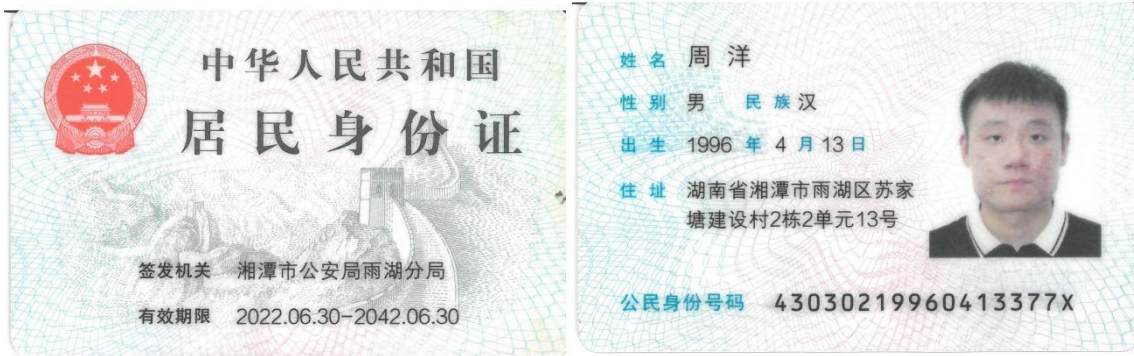 中华人民共和国
居民身份证
签发机关 湘潭市公安局雨湖分局
有效期限 2022.06.30-2042.06.30
姓名 周洋
性别 男 民族 汉
出生 1996 年 4 月 13 日
住址 湖南省湘潭市雨湖区苏家
塘建设村2栋2单元13号
公民身份号码 43030219960413377X